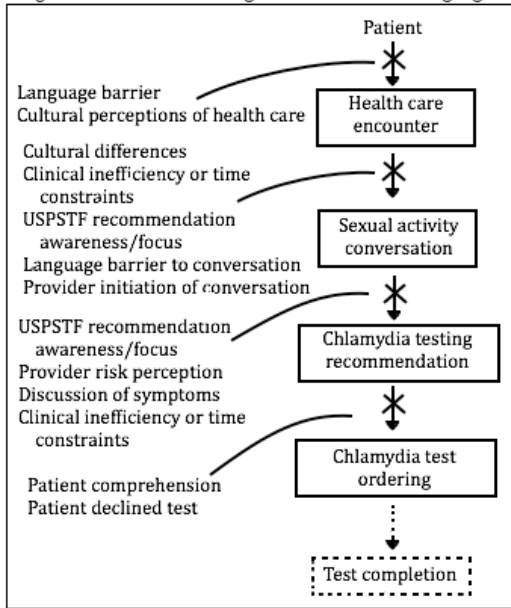 Patient
Language barrier
Cultural perceptions of health care
Health care
encounter
Cultural differences
Clinical inefficiency or time
constraints
USPSTF recommendation
awareness/focus
Language barrier to conversation
Provider initiation of conversation
Sexual activity
conversation
USPSTF recommendation
awareness/focus
Provider risk perception
Discussion of symptoms
Clinical inefficiency or time
constraints
Chlamydia testing
recommendation
Patient comprehension
Patient declined test
Chlamydia test
ordering
Test completion